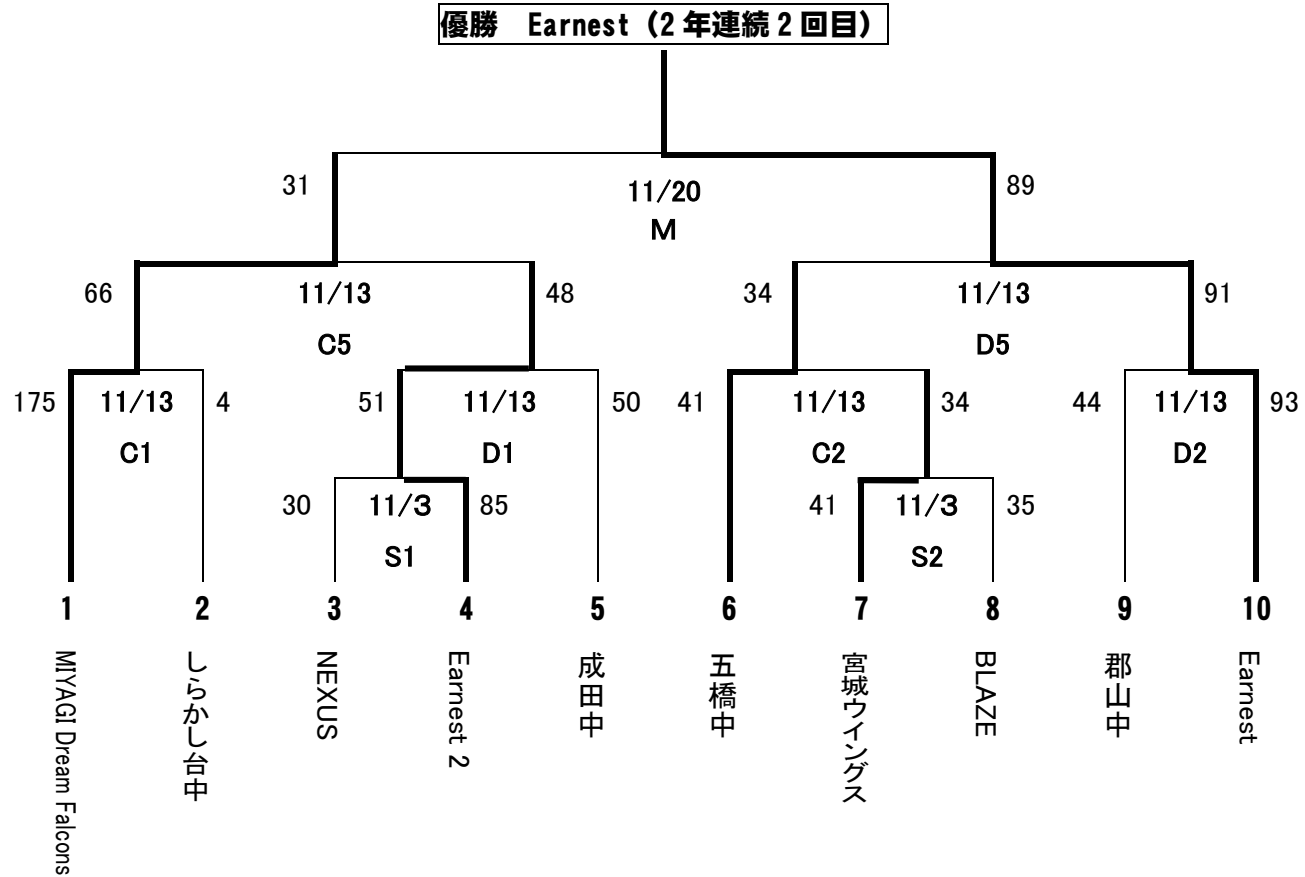 優勝　Earnest（2年連続2回目）
31 11/20 89
M
66 11/13 48 34 11/13 91
C5 D5
175 11/13 4 51 11/13 50 41 11/13 34 44 11/13 93
C1 D1 C2 D2
30 11/3 85 41 11/3 35
S1 S2
1 2 3 4 5 6 7 8 9 10
MIYAGI Dream Falcons
しらかし台中
NEXUS
Earnest 2
成田中
五橋中
宮城ウイングス
BLAZE
郡山中
Earnest